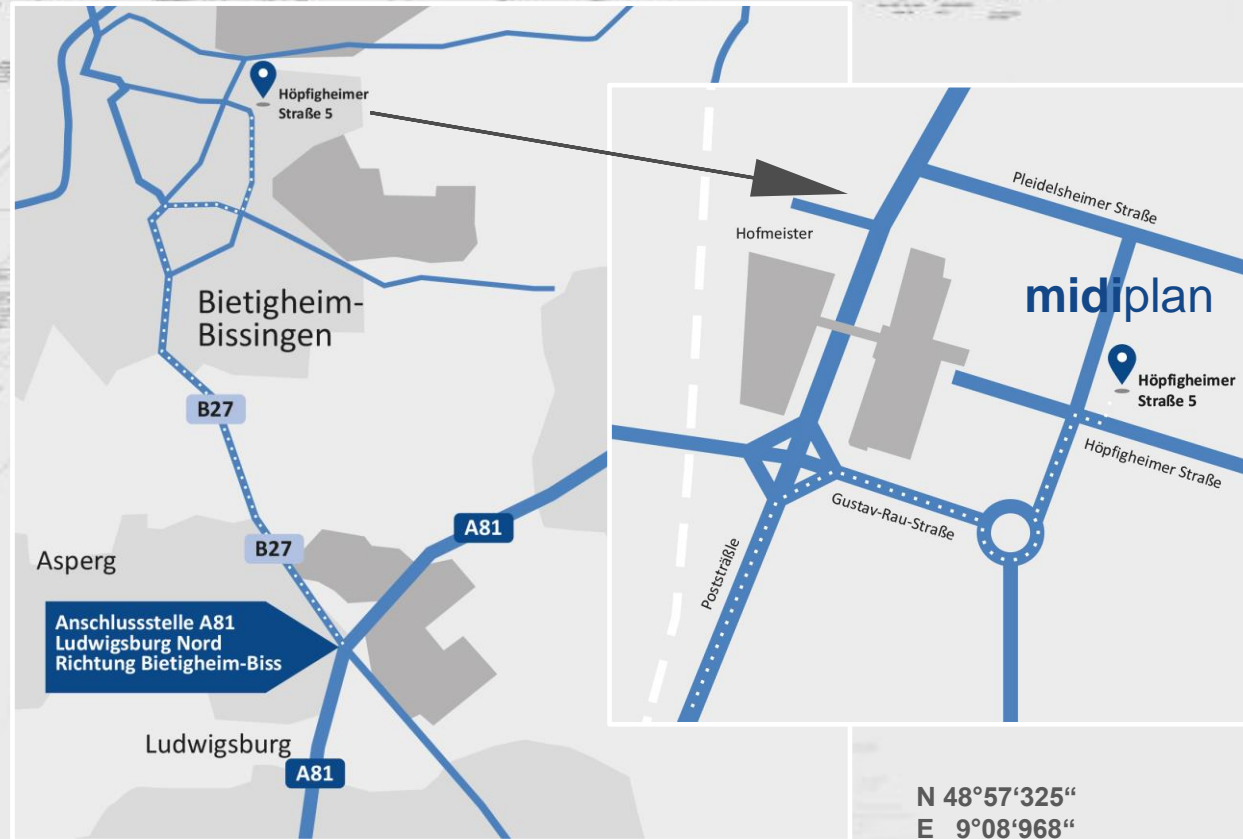 Höpfigheimer
Straße 5
Bietigheim-
Bissingen
B27
B27
A81
Asperg
Anschlussstelle A81
Ludwigsburg Nord
Richtung Bietigheim-Biss
Ludwigsburg
A81
Pleidelsheimer Straße
Hofmeister
midiplan
Höpfigheimer
Straße 5
Höpfigheimer Straße
Gustav-Rau-Straße
Poststräßle
N 48°57‘325“
E 9°08‘968“